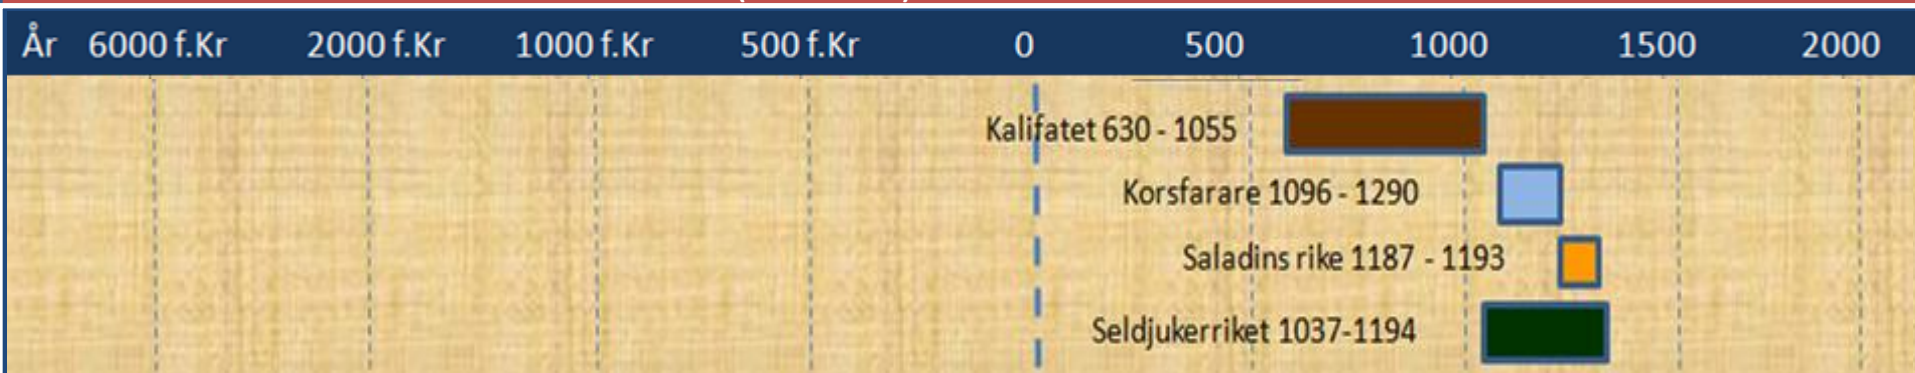 År 6000 f.Kr 2000 f.Kr 1000 f.Kr 500 f.Kr 0 500 1000 1500 2000
Kalifatet 630 - 1055
Korsfarare 1096 - 1290
Saladins rike 1187 - 1193
Seldjukerriket 1037-1194